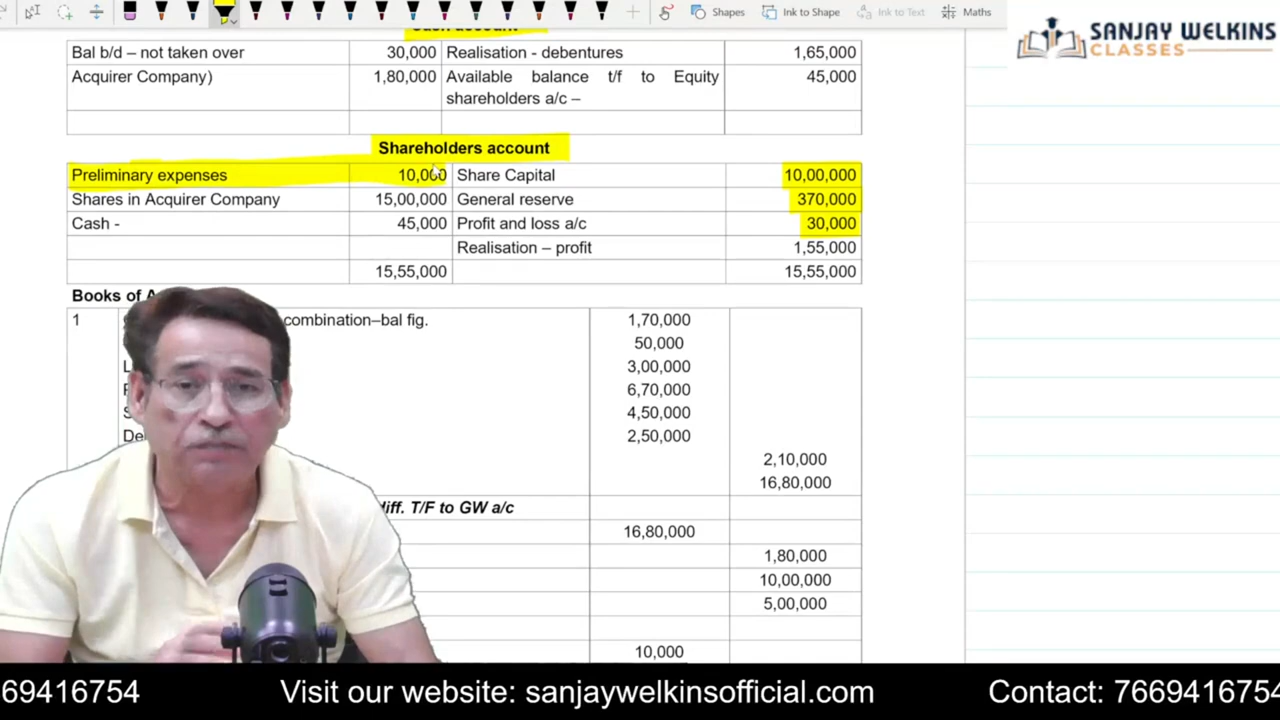 Shapes Ink to Shape Ink to Text Maths
SANJAY WELKINS
CLASSES
Cash account
Bal b/d – not taken over 30,000 Realisation - debentures 1,65,000
Acquirer Company) 1,80,000 Available balance t/f to Equity 45,000
shareholders a/c –
Shareholders account
Preliminary expenses 10,000 Share Capital 10,00,000
Shares in Acquirer Company 15,00,000 General reserve 370,000
Cash - 45,000 Profit and loss a/c 30,000
Realisation – profit 1,55,000
15,55,000 15,55,000
Books of
1 combination–bal fig. 1,70,000
50,000
3,00,000
6,70,000
4,50,000
2,50,000
2,10,000
16,80,000
diff. T/F to GW a/c
16,80,000
1,80,000
10,00,000
5,00,000
10,000
69416754 Visit our website: sanjaywelkinsofficial.com Contact: 7669416754